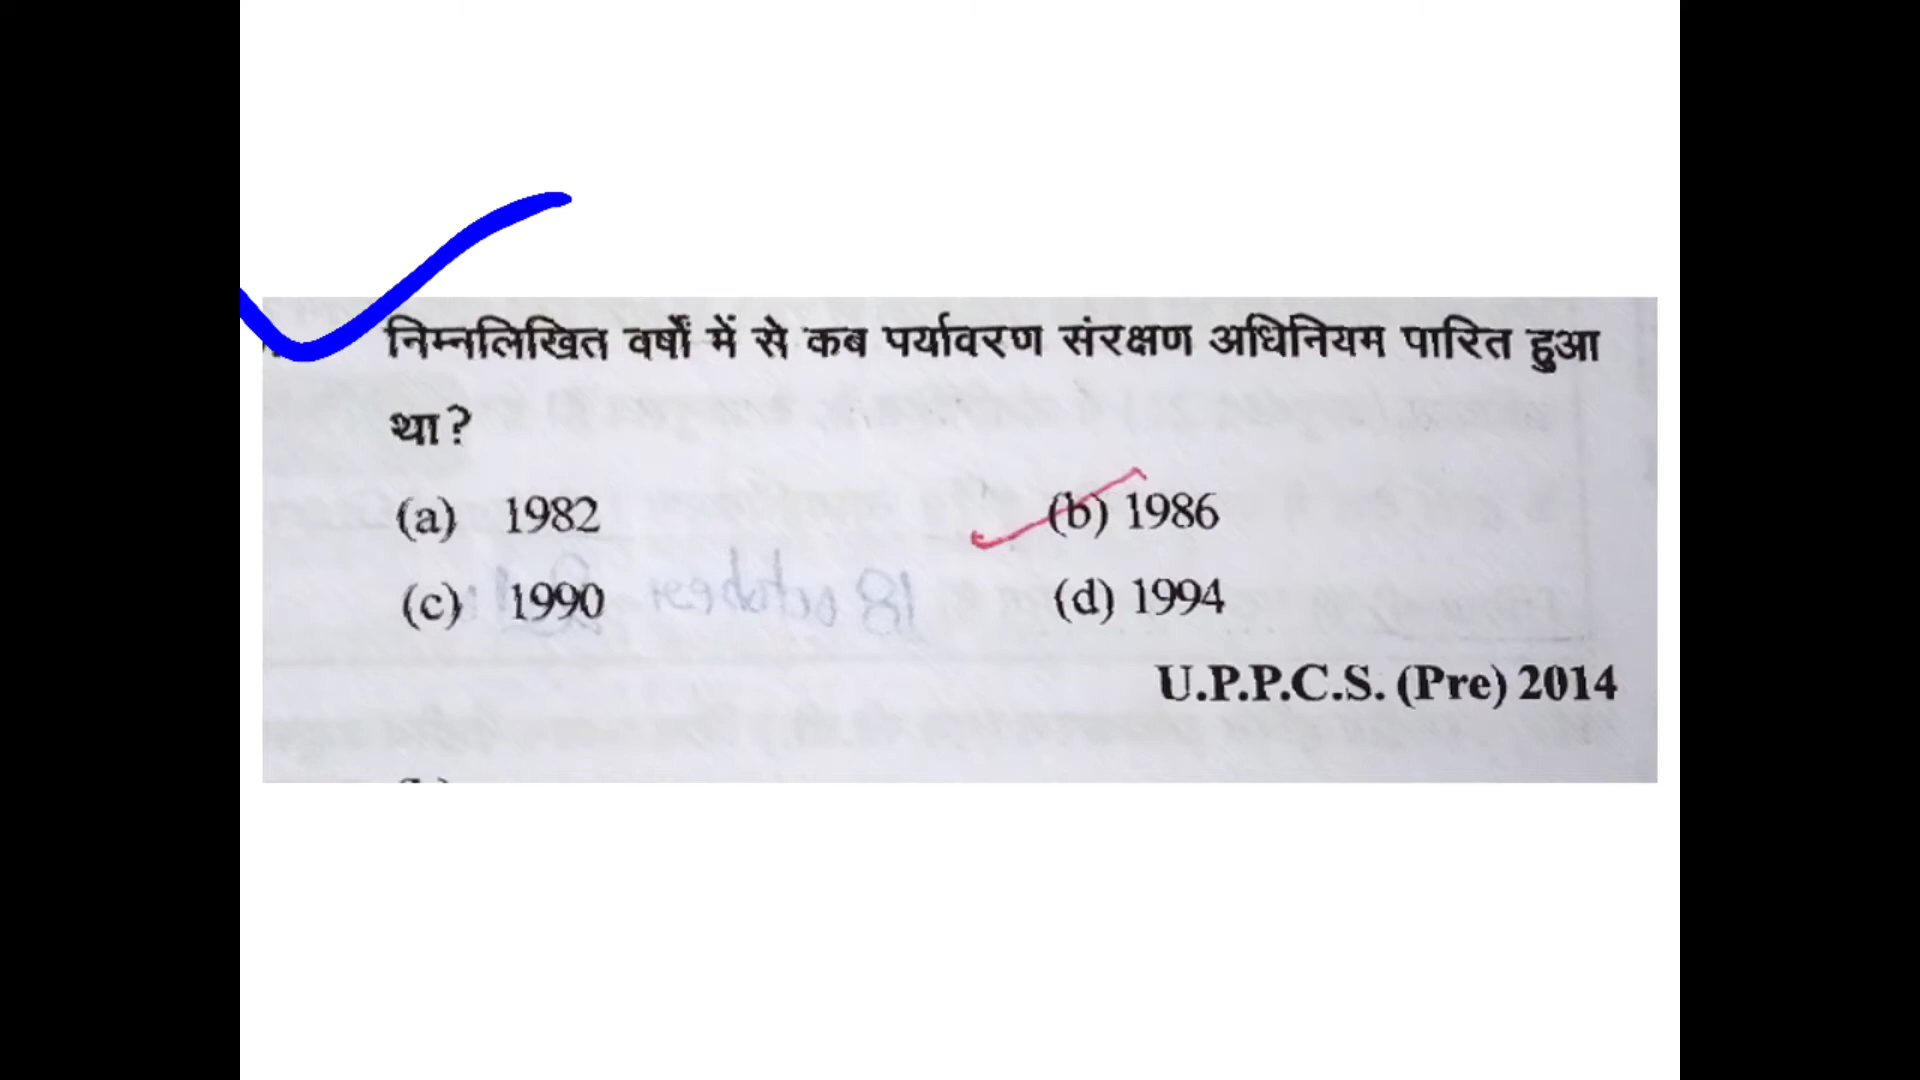 निम्नलिखित वर्षों में से कब पर्यावरण संरक्षण अधिनियम पारित हुआ
था?
(a) 1982 (b) 1986
(c) 1990 (d) 1994
U.P.P.C.S. (Pre) 2014